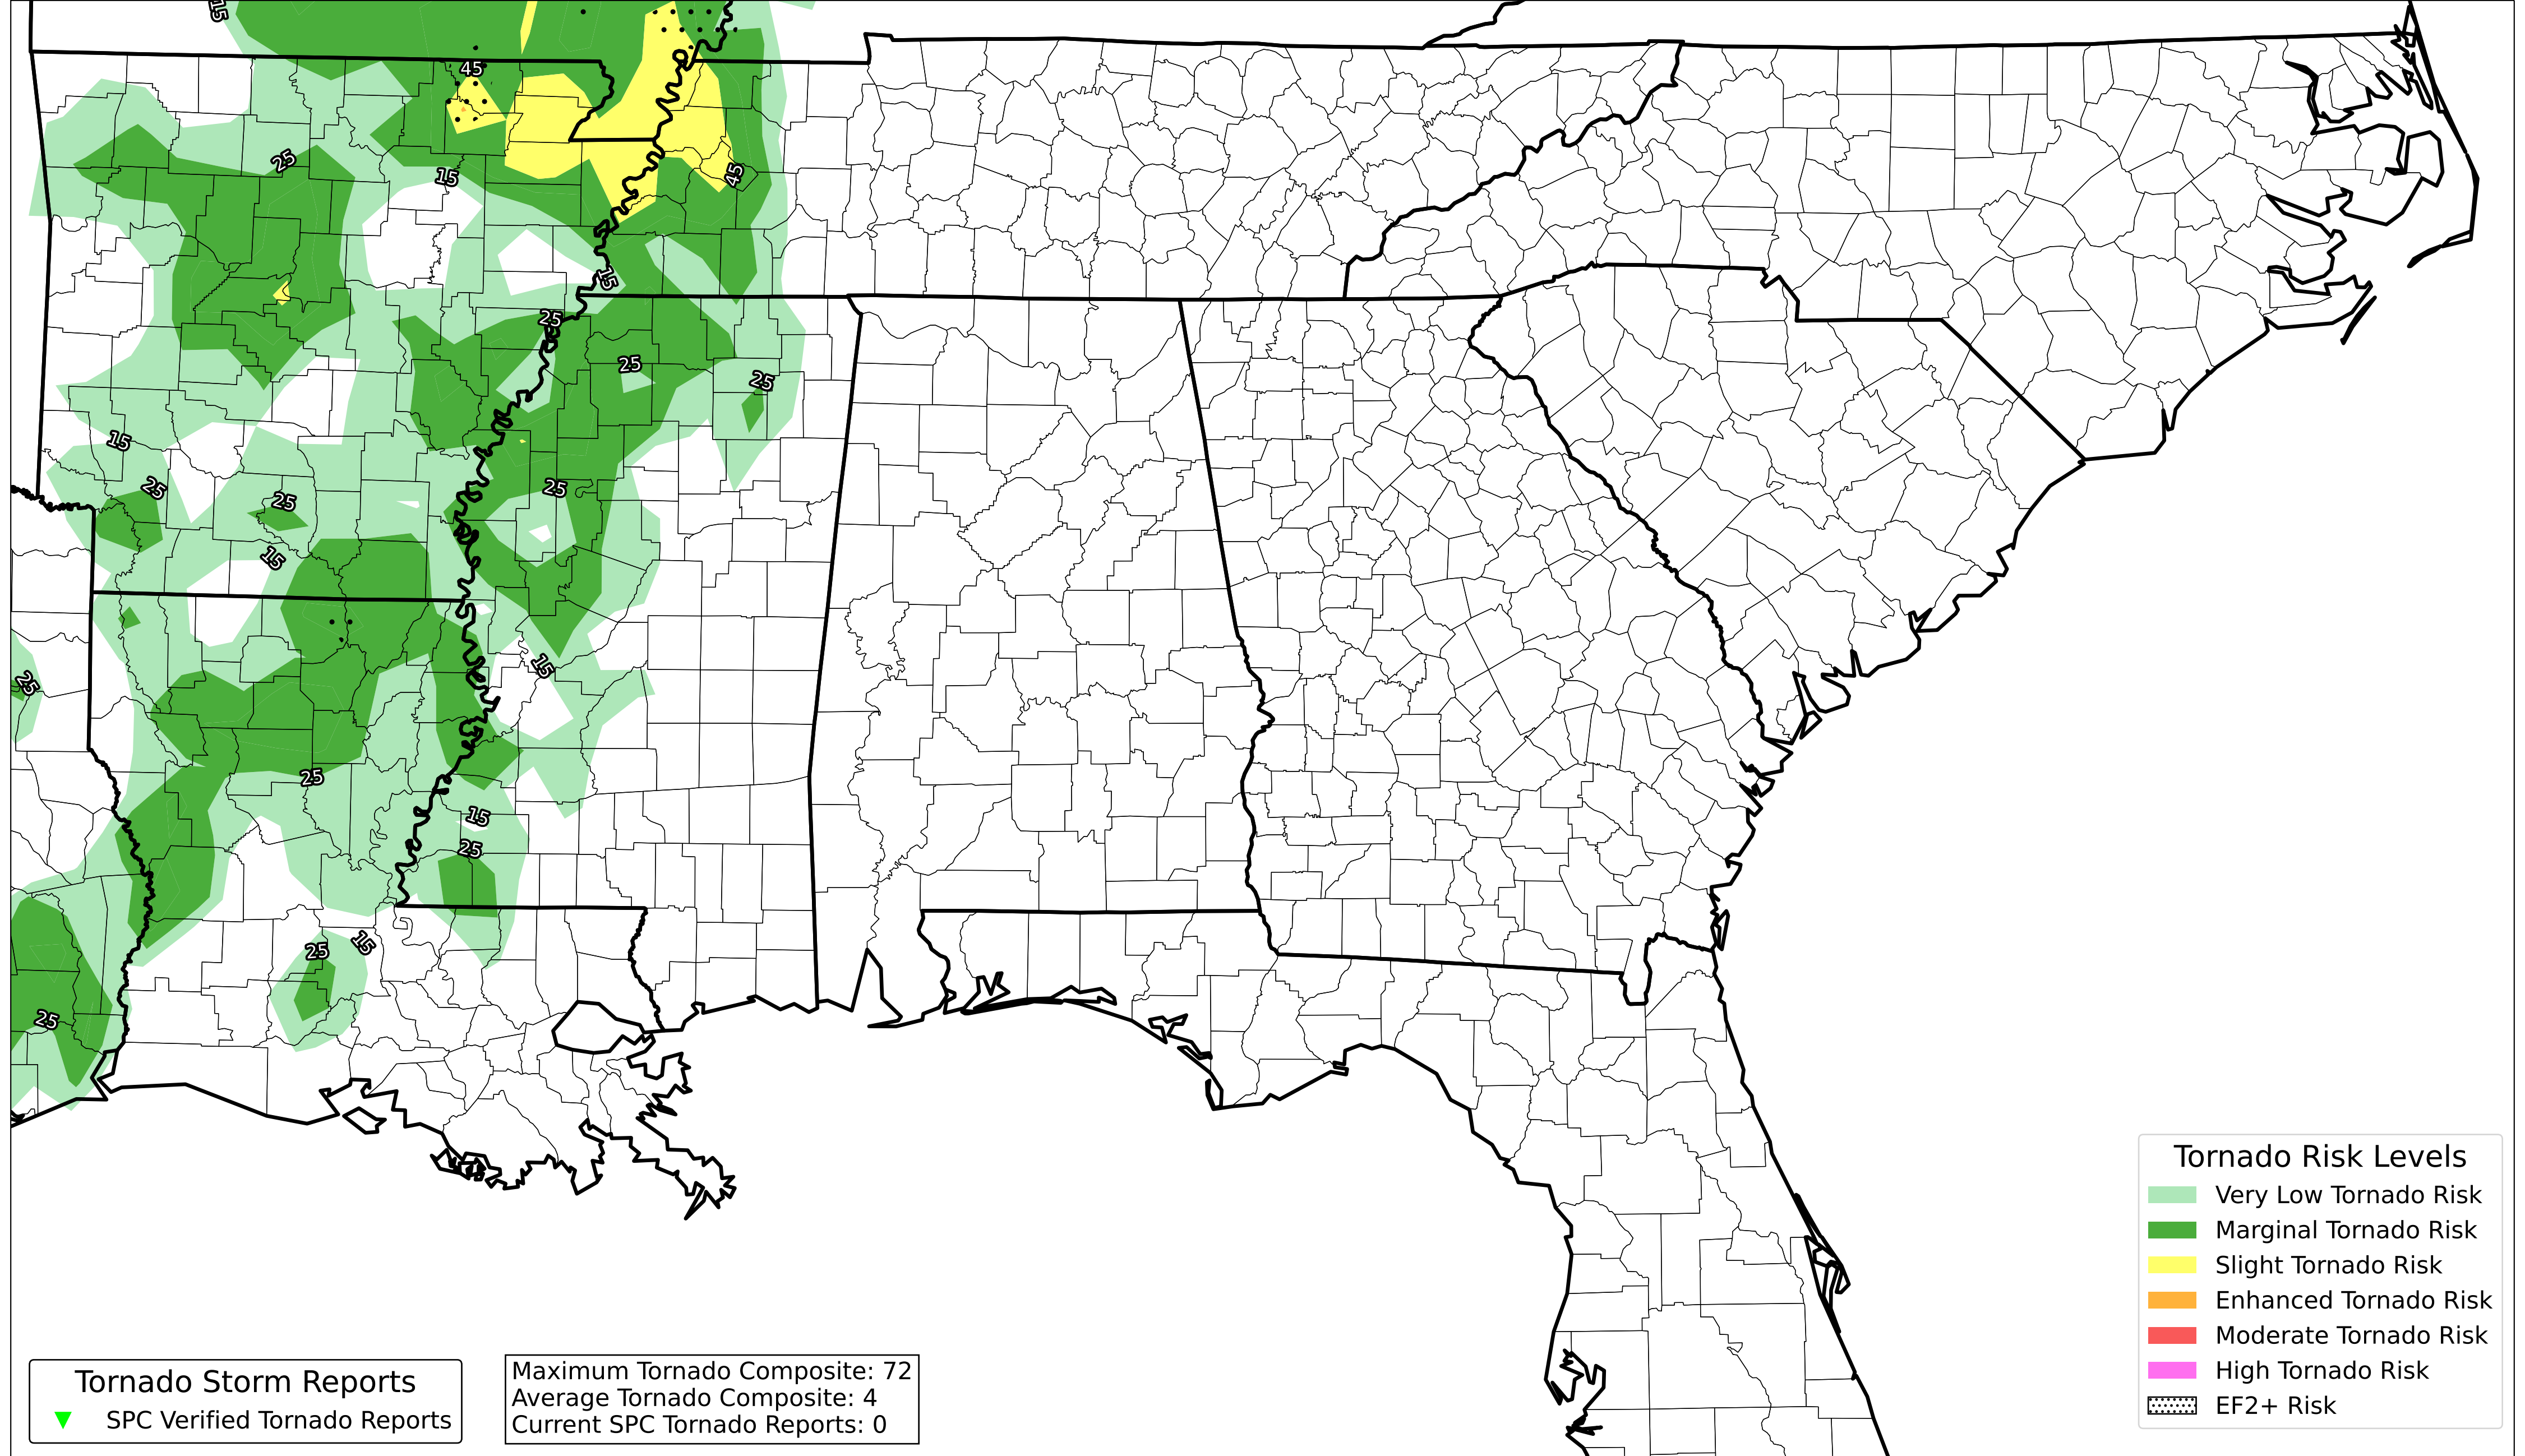 15
45
25
15
45
15
25
25
25
15
25
25
25
15
15
25
25
15
25
25
15
25
Tornado Risk Levels
Very Low Tornado Risk
Marginal Tornado Risk
Slight Tornado Risk
Enhanced Tornado Risk
Moderate Tornado Risk
High Tornado Risk
EF2+ Risk
Tornado Storm Reports
SPC Verified Tornado Reports
Maximum Tornado Composite: 72
Average Tornado Composite: 4
Current SPC Tornado Reports: 0